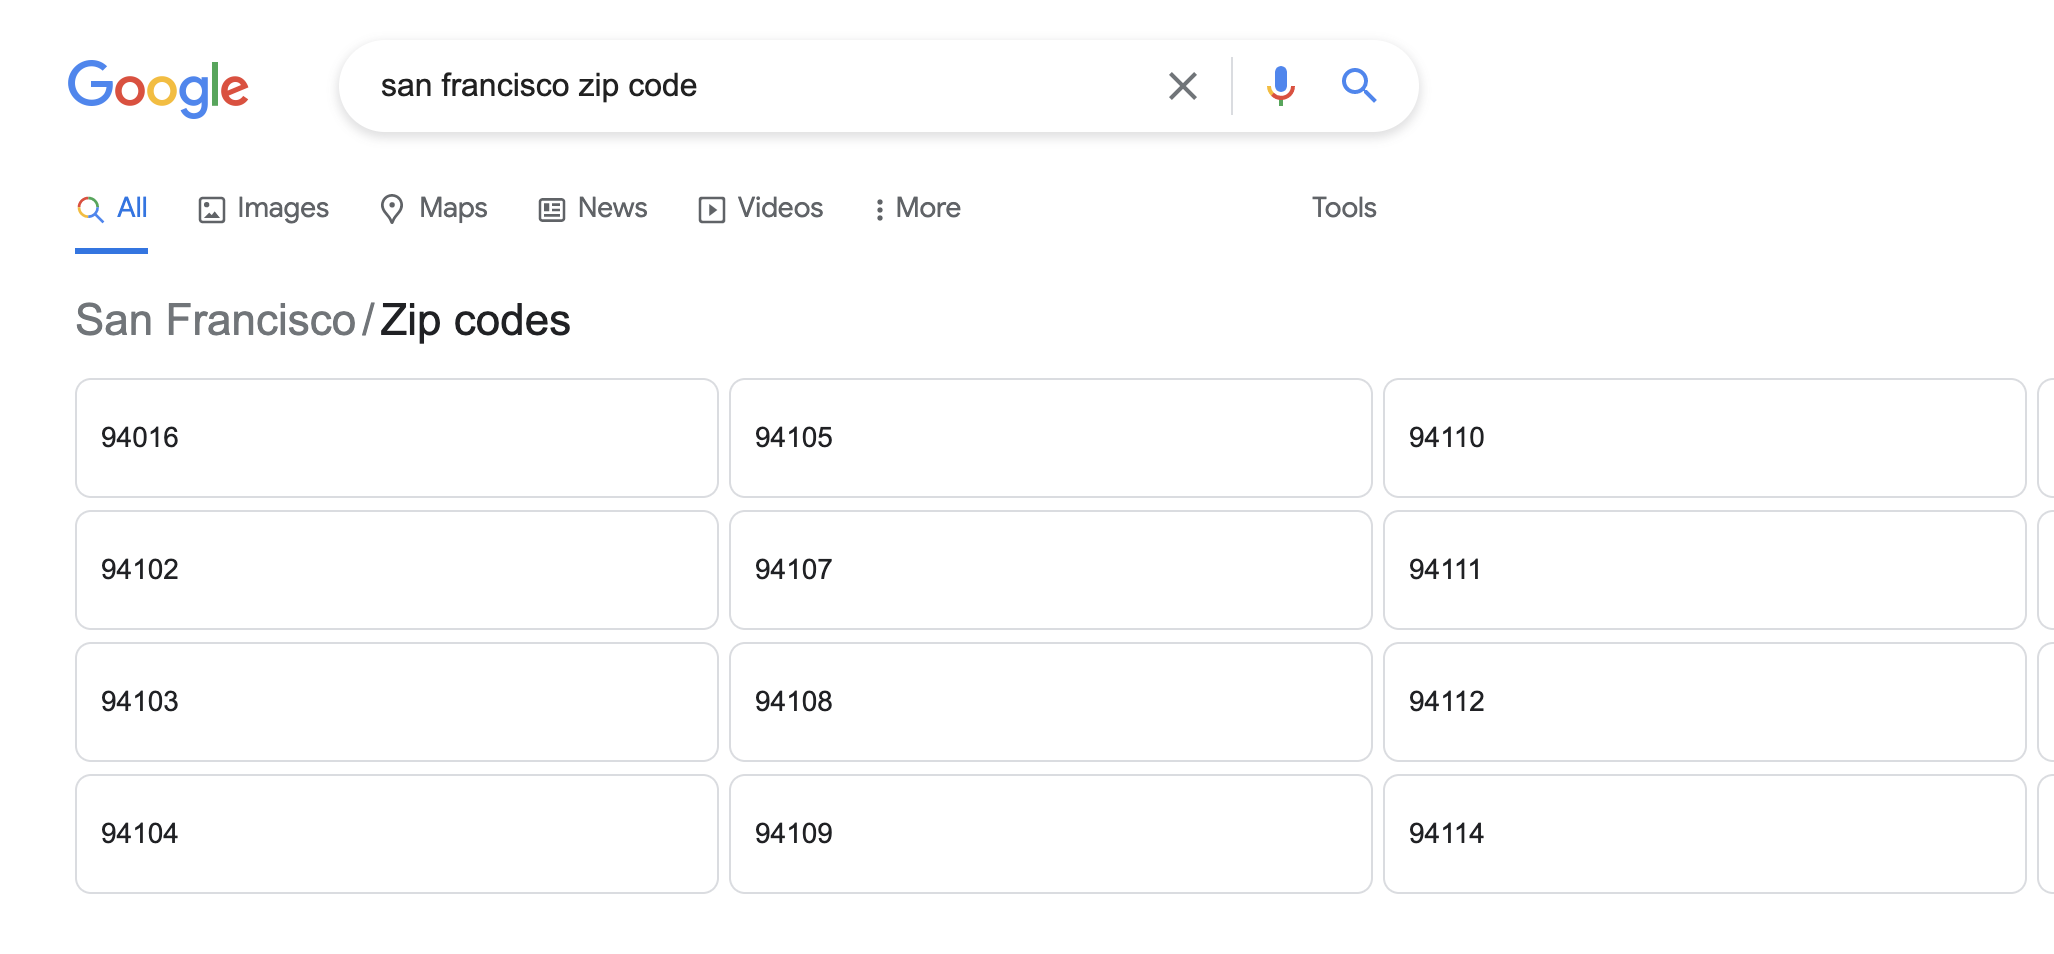 Google
san francisco zip code
All Images Maps News Videos More Tools
San Francisco/Zip codes
94016 94105 94110
94102 94107 94111
94103 94108 94112
94104 94109 94114